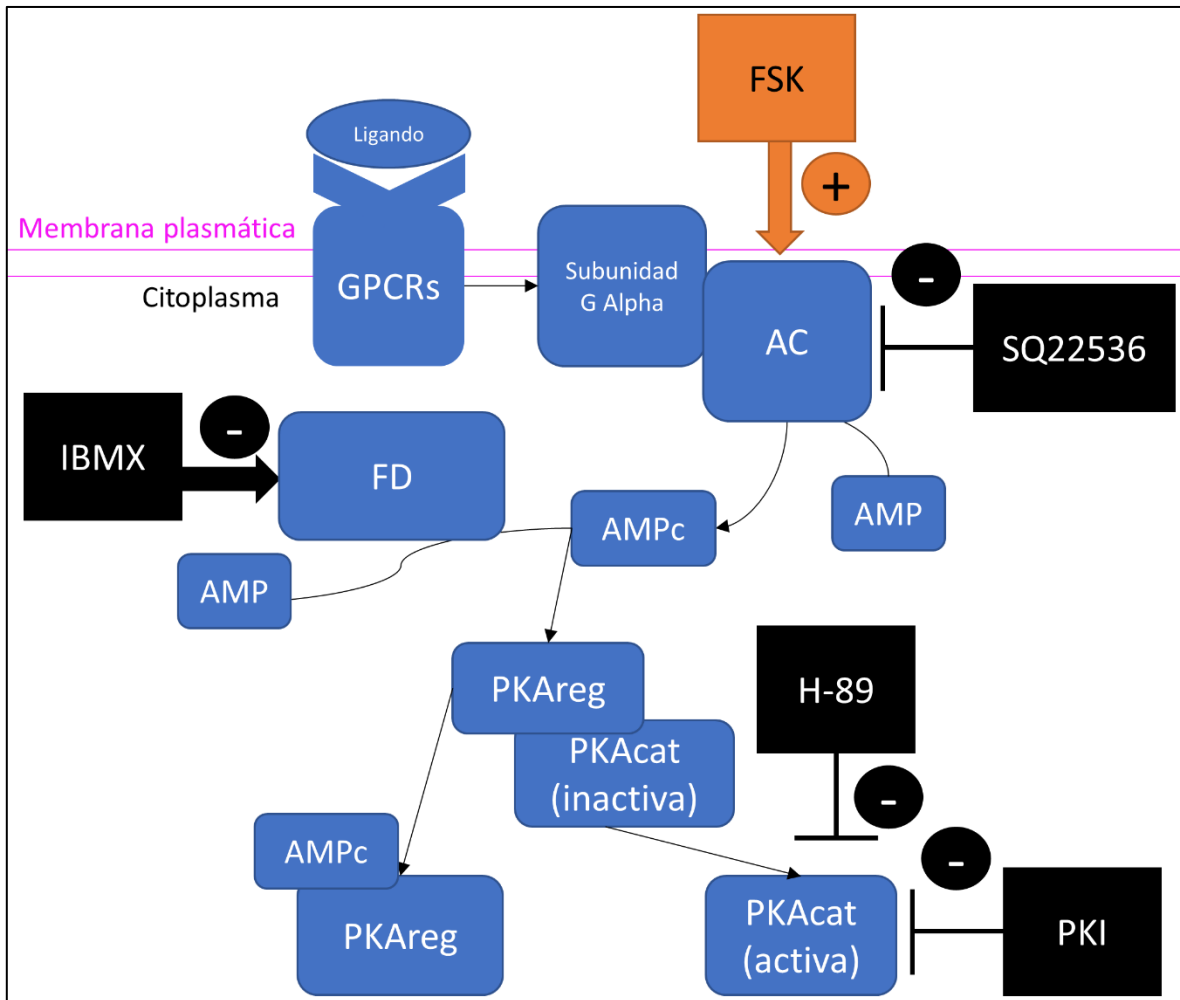 FSK
Ligando
+
Membrana plasmática
GPCRs
Citoplasma
Subunidad
G Alpha
-
AC
SQ22536
IBMX
-
FD
AMPc
AMP
AMP
PKAreg
H-89
PKAcat
(inactiva)
-
AMPc
-
PKAreg
PKAcat
(activa)
PKI